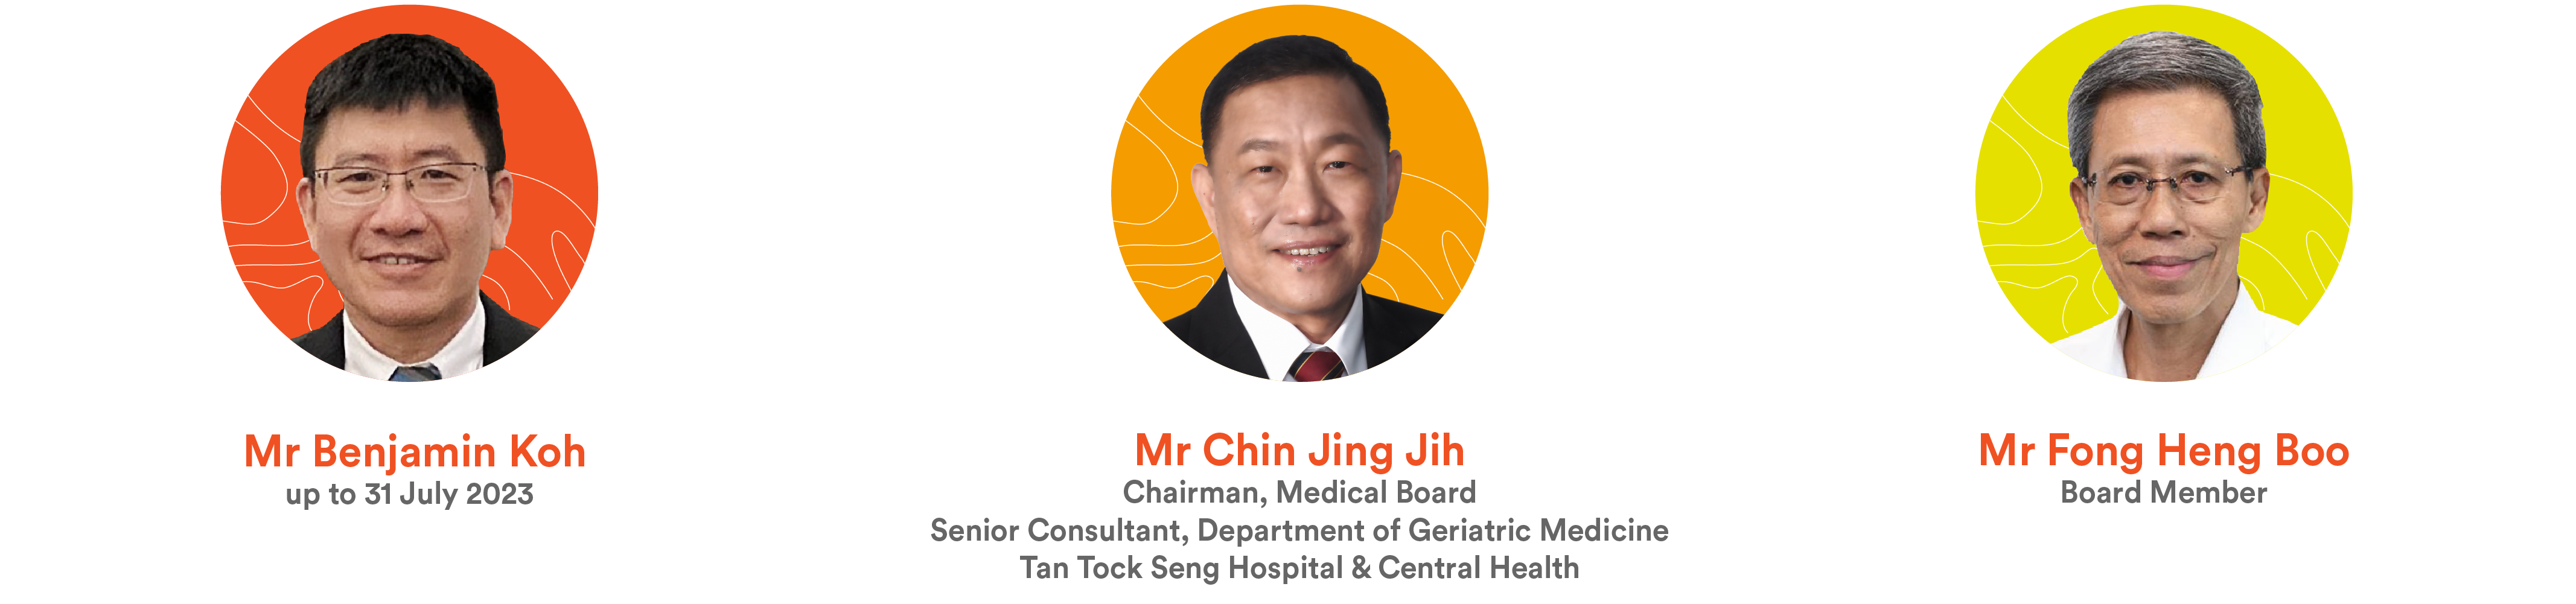 Mr Benjamin Koh
up to 31 July 2023
Mr Chin Jing Jih
Chairman, Medical Board
Senior Consultant, Department of Geriatric Medicine
Tan Tock Seng Hospital & Central Health
Mr Fong Heng Boo
Board Member